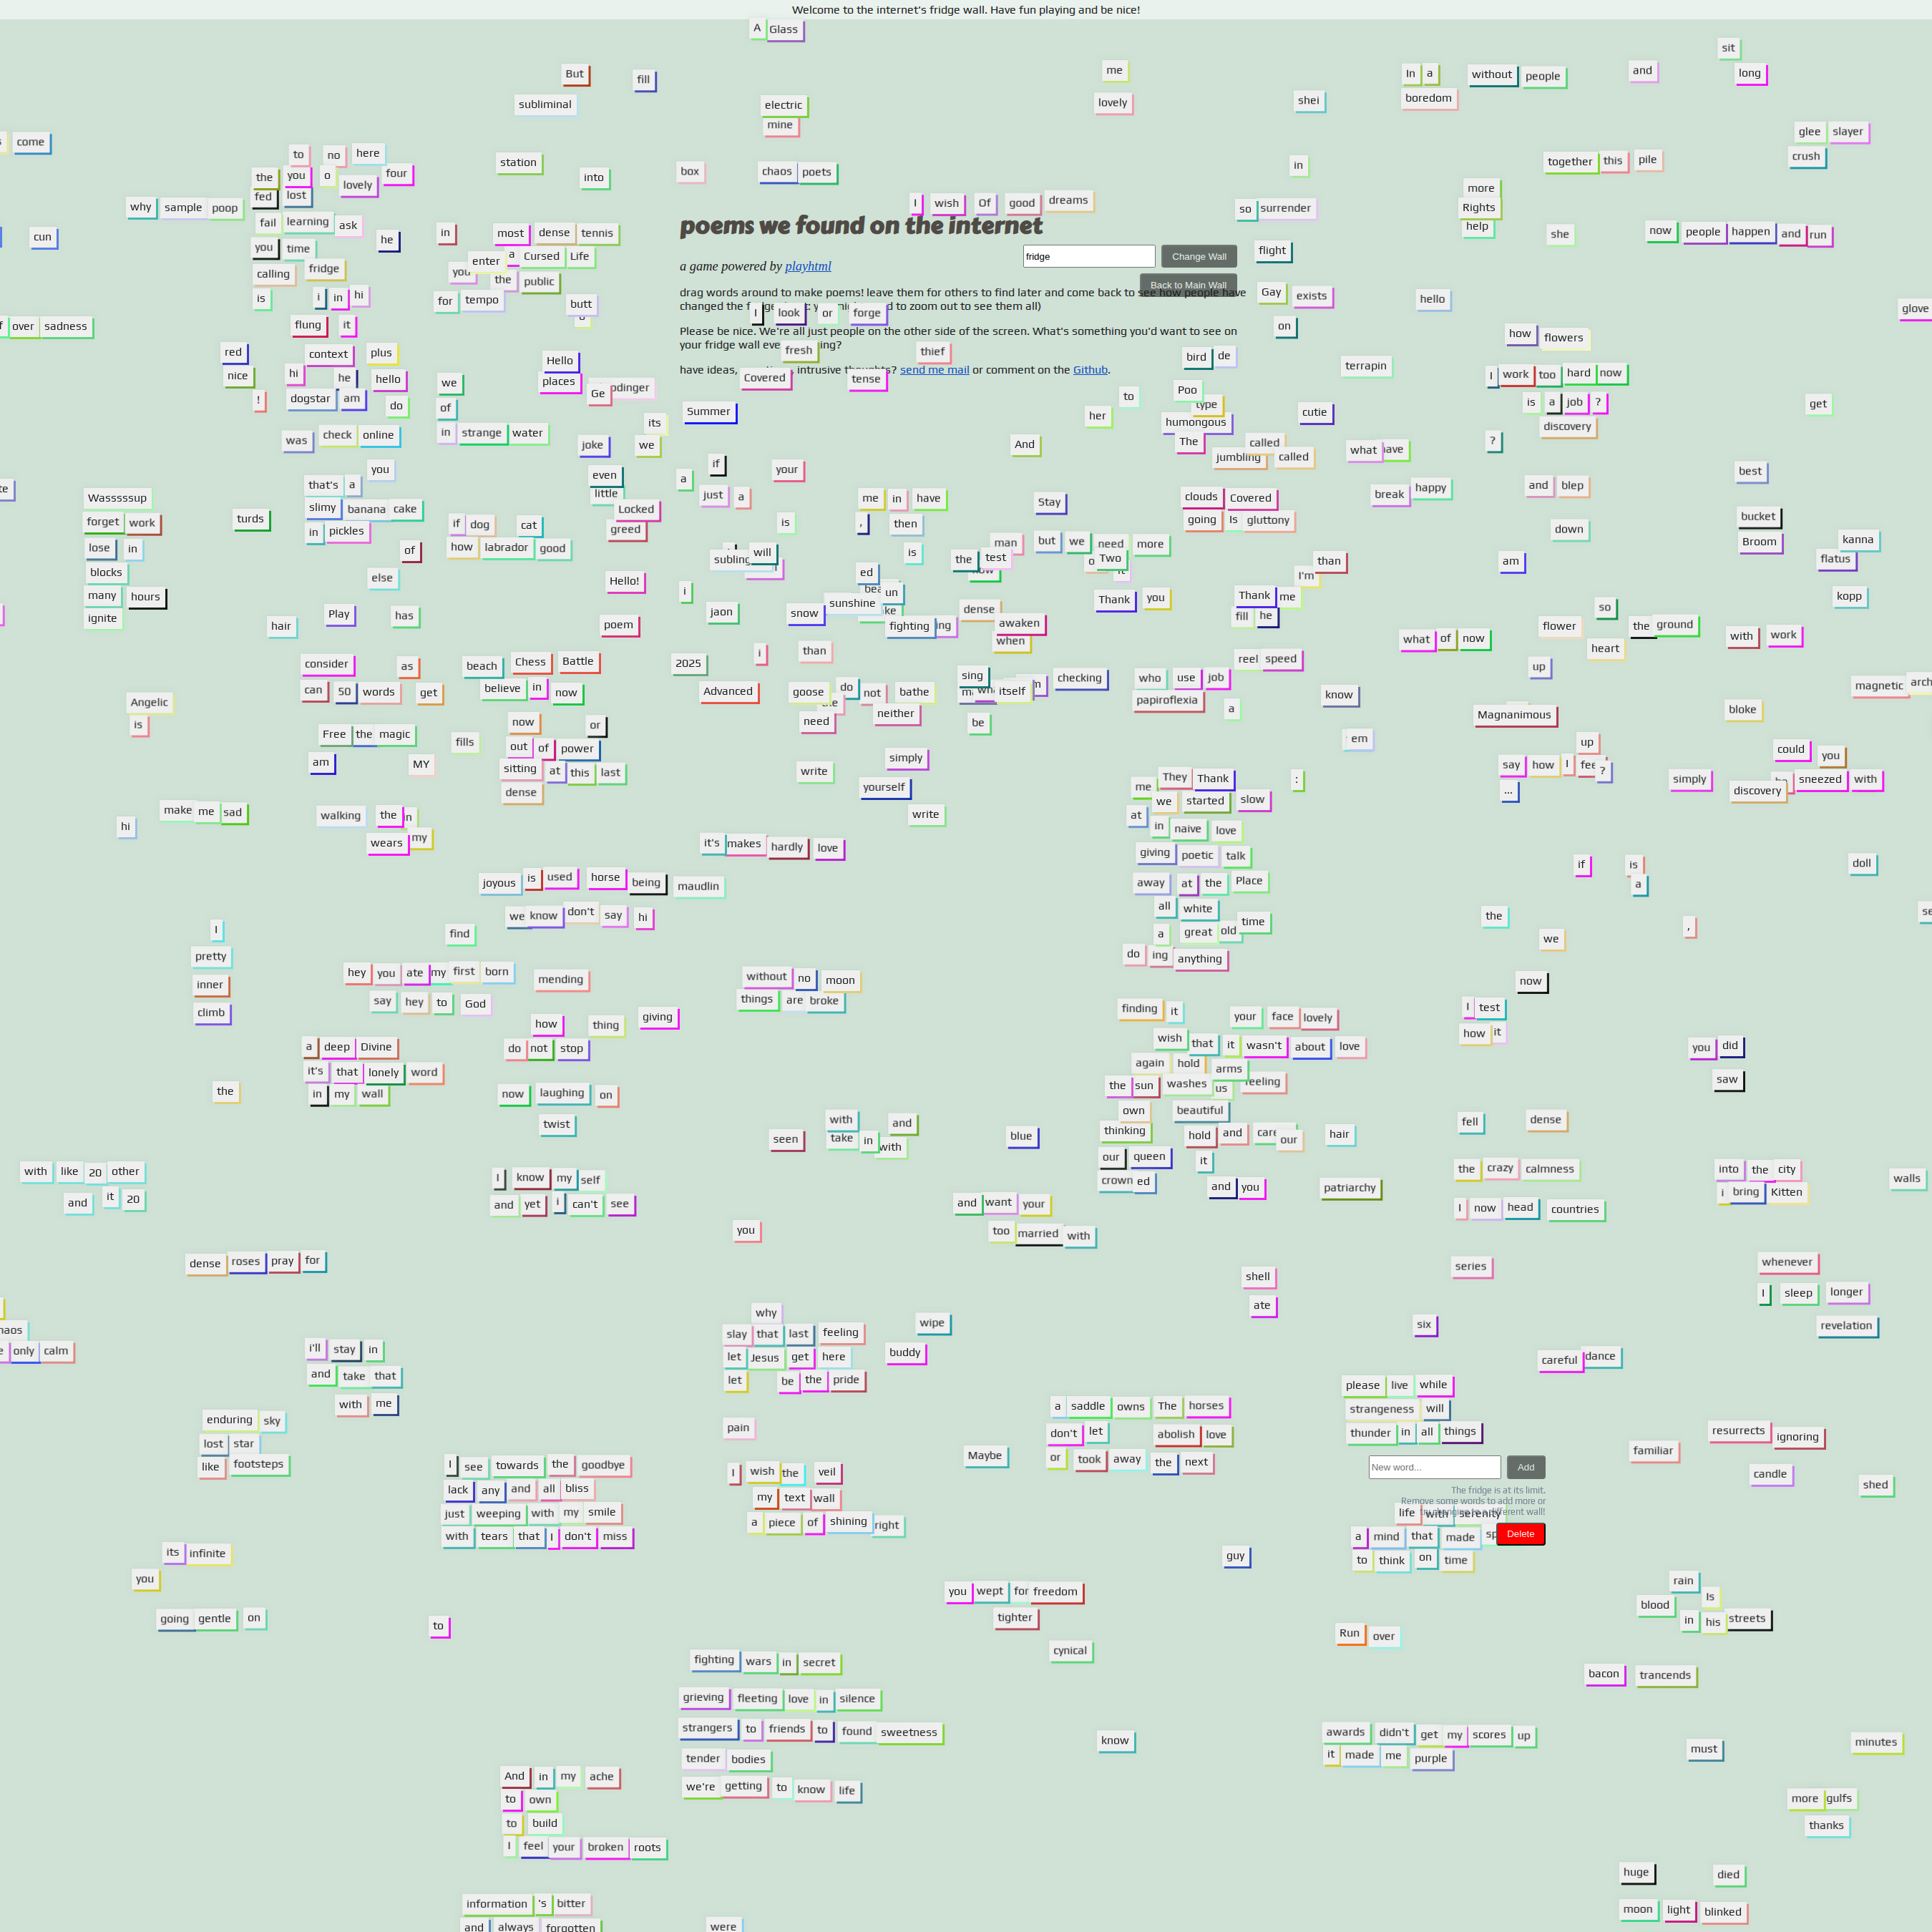 Welcome to the internet's fridge wall. Have fun playing and be nice!
A Glass
sit
But fill me In a without people and long
subliminal electric lovely shei boredom
mine
come glee slayer
to no here station box chaos poets in together this pile crush
the you o lovely four into
fed lost more
why sample poop I wish Of good dreams so surrender Rights
fail learning ask poems we found on the internet help
cun he in most dense tennis she now people happen and run
you time enter a Cursed Life flight
calling fridge you the public a game powered by playhtml fridge Change Wall
is i in hi for tempo butt Back to Main Wall Gay exists hello
drag words around to make poems! leave them for others to find later and come back to see how people have
I look or forge glove
over sadness flung it on
Please be nice. We're all just people on the other side of the screen. What's something you'd want to see on
how flowers
red context plus Hello fresh thief bird de terrapin
have ideas, intrusive thoughts? send me mail or comment on the Github.
nice hi he hello we places Ge Covered tense I work too hard now
! dogstar am do of Summer her to Poo type cutie is a job ? get
was check online in strange water its humongous discovery
joke we And The called what ?
jumbling called
you if your best
that's a even a just a me in have Stay clouds Covered break happy and blep
Wasssssup slimy banana cake little
forget work turds in pickles if dog cat Locked is , then going Is gluttony down bucket
greed
lose in of how labrador good will is man but we need more Broom kanna
blocks else Hello! the test Two than am flatus
many hours Play has i ed un I'm
ignite hair poem jaon snow sunshine dense Thank you Thank me so kopp
fighting awaken fill he flower the ground
when what of now heart with work
consider as beach Chess Battle 2025 i than reel speed up
can 50 words get believe in now Advanced goose do not bathe sing itself checking who use job know magnetic
Angelic papiroflexia a Magnanimous bloke
is now or need neither be em
Free the magic fills out of power up could you
am MY sitting at this last write simply They Thank : say how I ? simply sneezed with
dense yourself me we started slow ... discovery
make me sad walking the write at in naive love
hi wears my it's makes hardly love giving poetic talk if is doll
joyous is used horse being maudlin away at the Place a
we know don't say hi all white the ,
I find a great old time we
pretty do ing anything
inner hey you ate my first born mending without no moon now
climb say hey to God things are broke finding it your face lovely I test
how thing giving wish that it wasn't about love how it
a deep Divine do not stop again hold arms you did
it's that lonely word the sun washes us feeling saw
the in my wall now laughing on own beautiful
twist with and fell dense
seen take in with blue thinking hold and our hair
with like 20 other I know my self our queen it the crazy calmness into the city
and it 20 and yet i can't see and want your crown ed and you patriarchy I now head countries i bring Kitten walls
you too married with
dense roses pray for shell series whenever
ate I sleep longer
why wipe six revelation
slay that last feeling
only calm i'll stay in let Jesus get here buddy careful dance
and take that let be the pride please live while
with me a saddle owns The horses strangeness will
enduring sky pain don't let abolish love thunder in all things resurrects ignoring
lost star Maybe or took away the next familiar
like footsteps I see towards the goodbye I wish the veil New word... Add candle shed
lack any and all bliss my text wall The fridge is at its limit.
Remove some words to add more or
just weeping with my smile a piece of shining right life with serenity
with tears that I don't miss a mind that made Delete
its infinite guy to think on time
you you wept for freedom rain Is
going gentle on to tighter Run over blood in his streets
cynical
fighting wars in secret bacon trancends
grieving fleeting love in silence
strangers to friends to found sweetness know awards didn't get my scores up must minutes
tender bodies it made me purple
And in my ache we're getting to know life
to own more gulfs
to build thanks
I feel your broken roots
huge died
information 's bitter moon light blinked
and always forgotten were